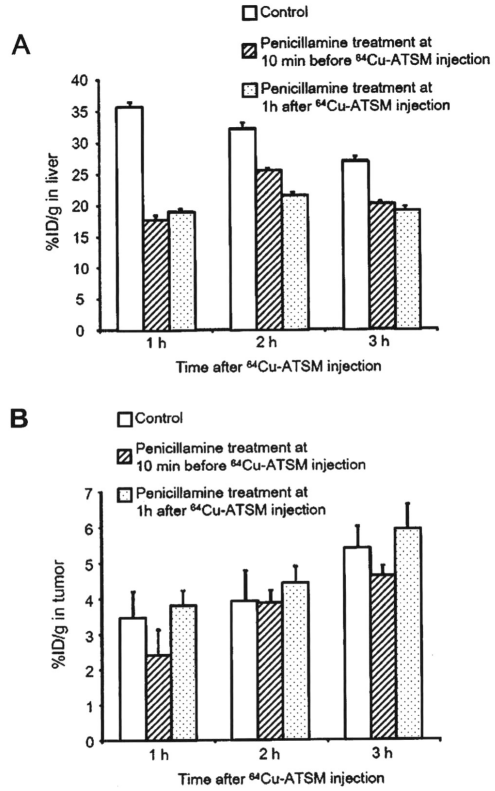 A
Control
Penicillamine treatment at
10 min before ⁶⁴Cu-ATSM injection
Penicillamine treatment at
1h after ⁶⁴Cu-ATSM injection
%ID/g in liver
40
35
30
25
20
15
10
5
0
1 h
2 h
3 h
Time after ⁶⁴Cu-ATSM injection
B
Control
Penicillamine treatment at
10 min before ⁶⁴Cu-ATSM injection
Penicillamine treatment at
1h after ⁶⁴Cu-ATSM injection
%ID/g in tumor
7
6
5
4
3
2
1
0
1 h
2 h
3 h
Time after ⁶⁴Cu-ATSM injection